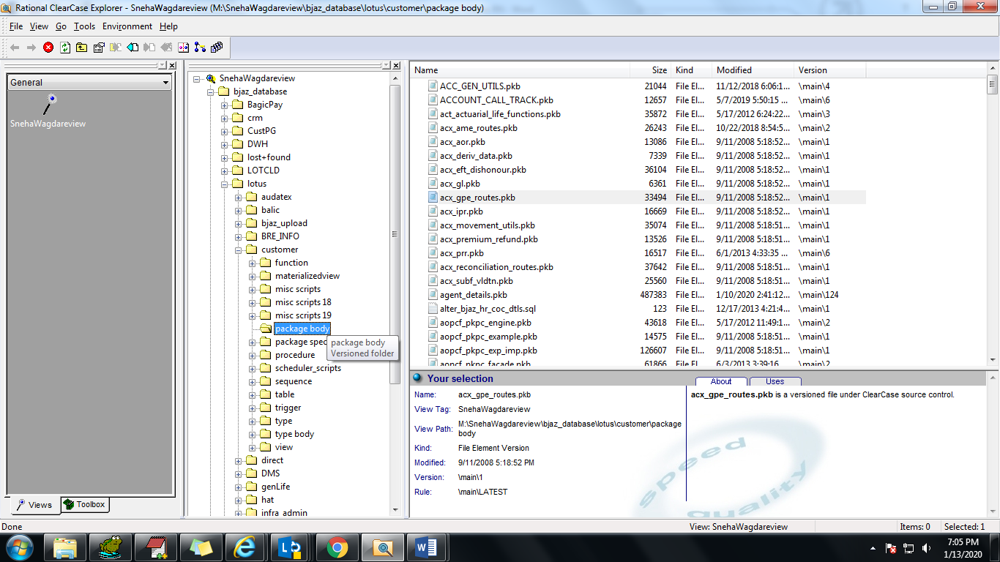 Rational ClearCase Explorer - SnehaWagdareview (M:\SnehaWagdareview\bjaz_database\lotus\customer\package body)
File View Go Tools Environment Help
General
SnehaWagdareview
Views Toolbox
SnehaWagdareview
bjaz_database
BagicPay
crm
CustPG
DWH
lost+found
LOTCLD
lotus
audatex
balic
bjaz_upload
BRE_INFO
customer
function
materializedview
misc scripts
misc scripts 18
misc scripts 19
package body
package spec
procedure
scheduler_scripts
sequence
table
trigger
type
type body
view
direct
DMS
genLife
hat
infra_admin
package body
Versioned folder
Name Size Kind Modified Version
ACC_GEN_UTILS.pkb 21044 File El... 11/12/2018 6:06:1... \main\4
ACCOUNT_CALL_TRACK.pkb 12657 File El... 5/7/2019 5:50:15 ... \main\6
act_actuarial_life_functions.pkb 35872 File El... 5/17/2012 6:24:22... \main\3
acx_ame_routes.pkb 26243 File El... 10/22/2018 8:54:5... \main\2
acx_aor.pkb 13086 File El... 9/11/2008 5:18:52... \main\1
acx_deriv_data.pkb 7339 File El... 9/11/2008 5:18:52... \main\1
acx_eft_dishonour.pkb 36104 File El... 9/11/2008 5:18:52... \main\1
acx_gl.pkb 6361 File El... 9/11/2008 5:18:52... \main\1
acx_gpe_routes.pkb 33494 File El... 9/11/2008 5:18:52... \main\1
acx_ipr.pkb 16669 File El... 9/11/2008 5:18:52... \main\1
acx_movement_utils.pkb 35074 File El... 9/11/2008 5:18:51... \main\1
acx_premium_refund.pkb 13526 File El... 9/11/2008 5:18:51... \main\1
acx_prr.pkb 16517 File El... 6/1/2013 4:33:35 ... \main\6
acx_reconciliation_routes.pkb 37642 File El... 9/11/2008 5:18:51... \main\1
acx_subf_vldtn.pkb 25560 File El... 9/11/2008 5:18:51... \main\1
agent_details.pkb 487383 File El... 1/10/2020 2:41:12... \main\124
alter_bjaz_hr_coc_dtls.sql 123 File El... 12/17/2013 4:21:4... \main\1
aopcf_pkpc_engine.pkb 43618 File El... 5/17/2012 11:49:1... \main\2
aopcf_pkpc_example.pkb 14575 File El... 9/11/2008 5:18:51... \main\1
aopcf_pkpc_exp_imp.pkb 126607 File El... 9/11/2008 5:18:51... \main\1
aopcf_pkpc_facade.pkb 61866 File El... 6/3/2013 3:39:16 ... \main\2
Your selection
About Uses
Name: acx_gpe_routes.pkb
View Tag: SnehaWagdareview
View Path: M:\SnehaWagdareview\bjaz_database\lotus\customer\package
body
Kind: File Element Version
Modified: 9/11/2008 5:18:52 PM
Version: \main\1
Rule: \main\LATEST
acx_gpe_routes.pkb is a versioned file under ClearCase source control.
speed
quality
Done View: SnehaWagdareview Items: 0 Selected: 1
7:05 PM
1/13/2020